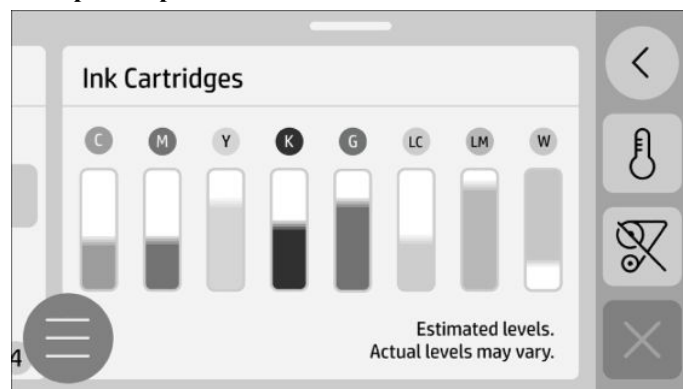 Ink Cartridges
C M Y K G LC LM W
Estimated levels.
Actual levels may vary.
4